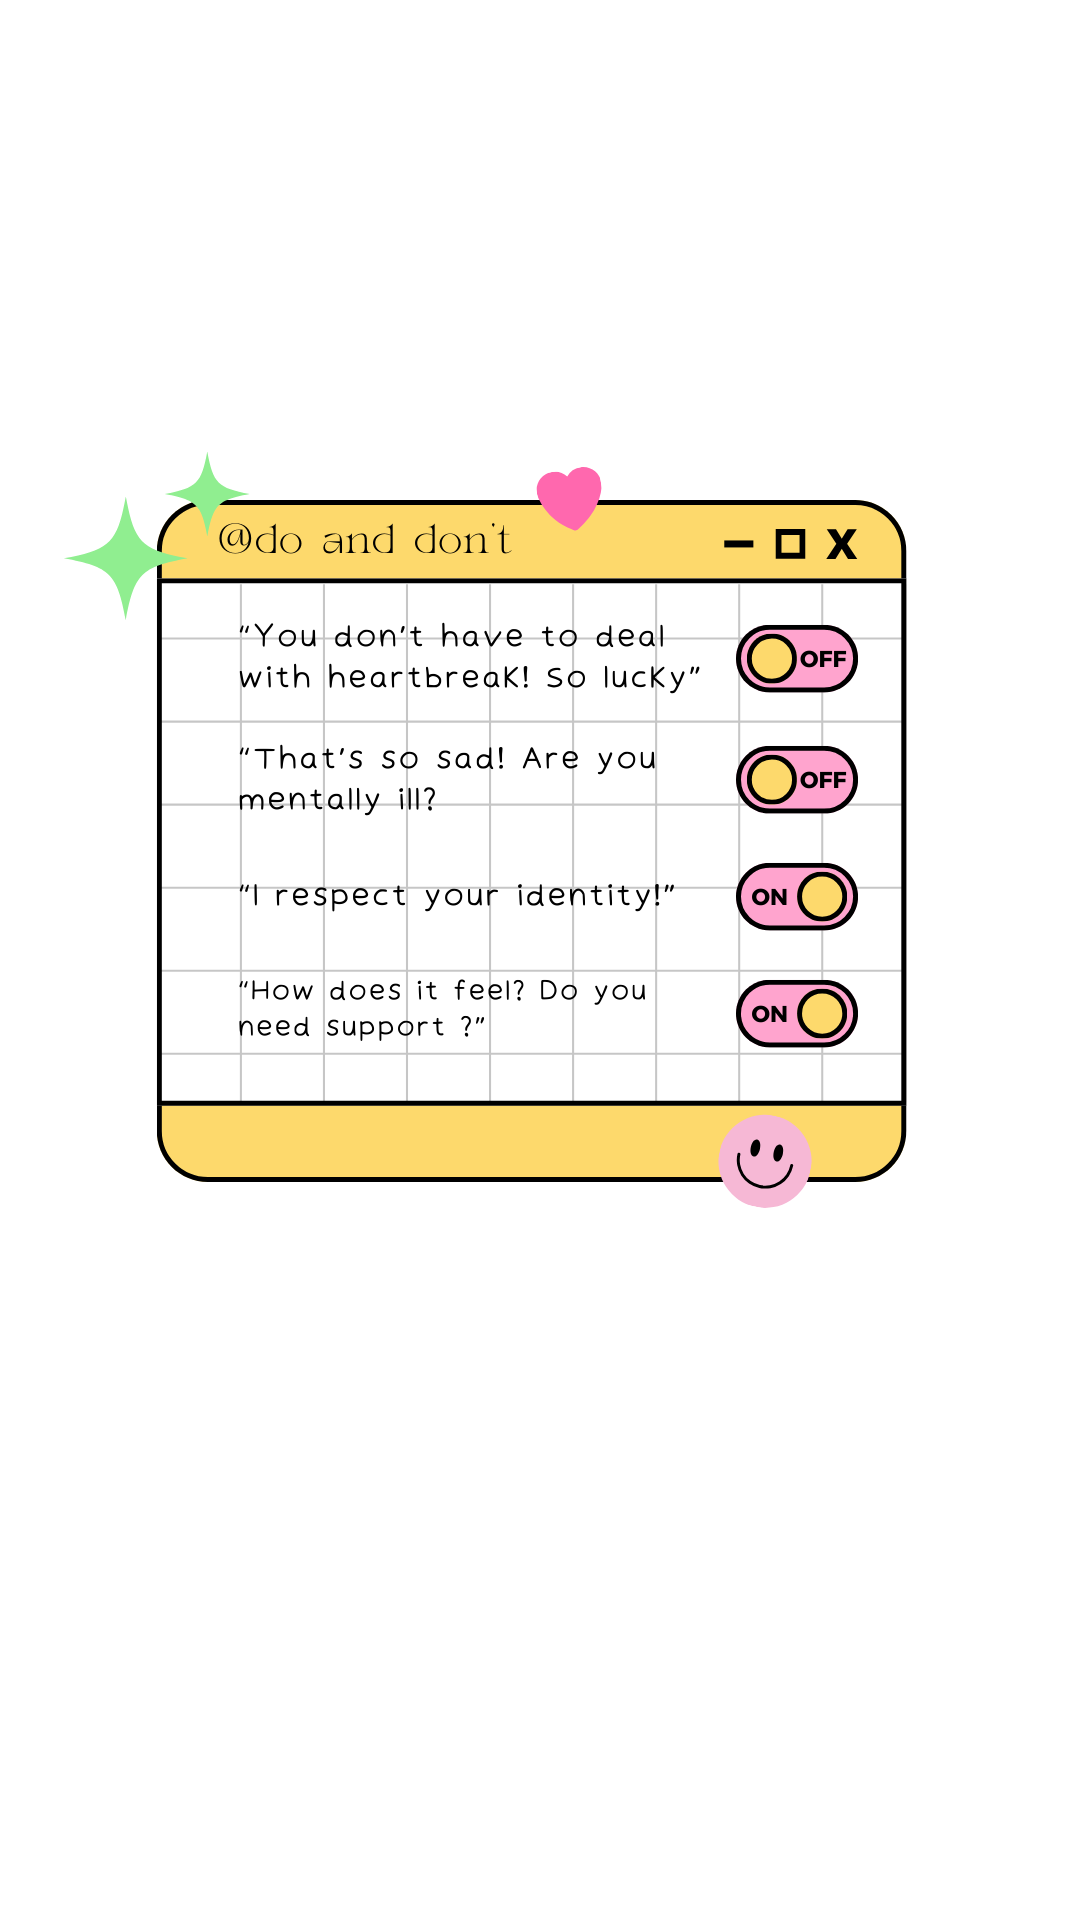 @do and don't
“You don't have to deal
with heartbreak! So lucky”
OFF
“That's so sad! Are you
mentally ill?
OFF
“I respect your identity!”
ON
“How does it feel? Do you
need support ?”
ON